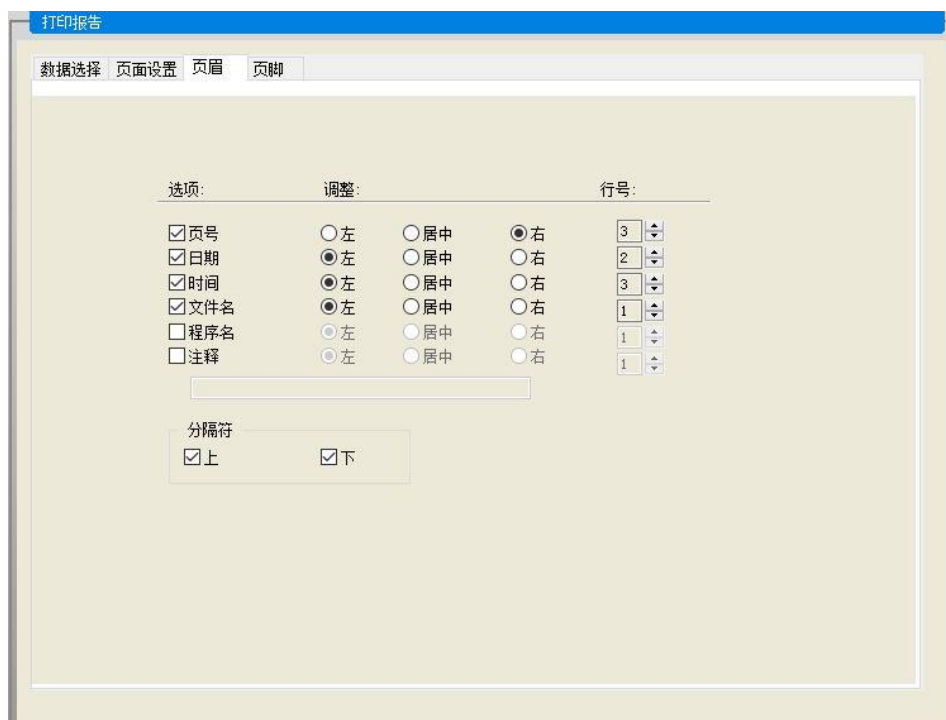 打印报告
数据选择 页面设置 页眉 页脚
选项: 调整: 行号:
页号 左 居中 右 3
日期 左 居中 右 2
时间 左 居中 右 3
文件名 左 居中 右 1
程序名 左 居中 右 1
注释 左 居中 右 1
分隔符
上 下